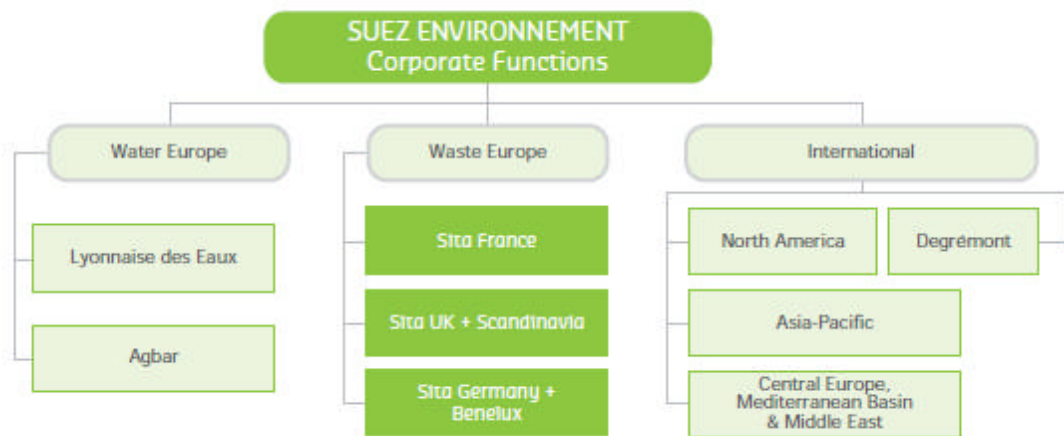 SUEZ ENVIRONNEMENT
Corporate Functions
Water Europe
Waste Europe
International
Lyonnaise des Eaux
Agbar
Sita France
Sita UK + Scandinavia
Sita Germany +
Benelux
North America
Degrémont
Asia-Pacific
Central Europe,
Mediterranean Basin
& Middle East